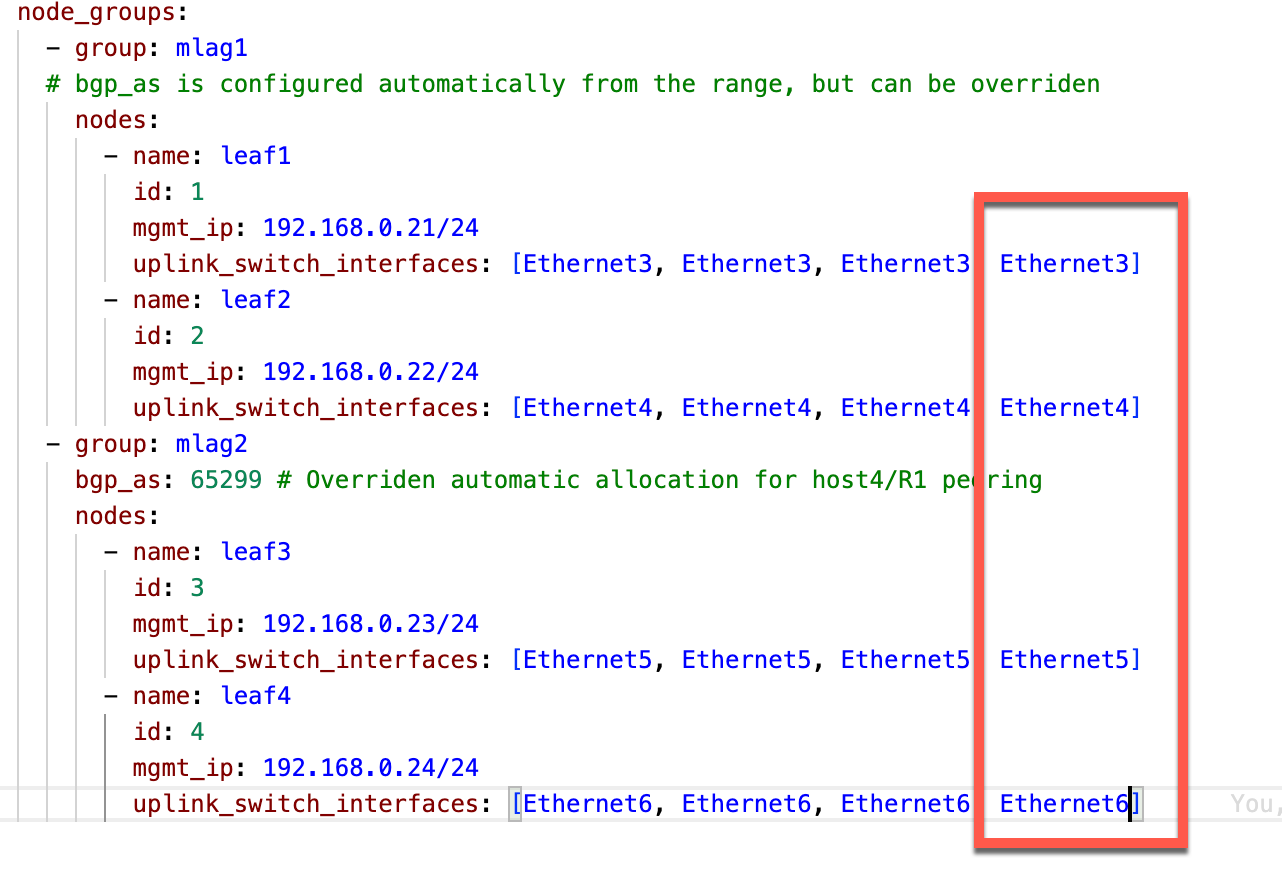 node_groups:
- group: mlag1
# bgp_as is configured automatically from the range, but can be overriden
nodes:
- name: leaf1
id: 1
mgmt_ip: 192.168.0.21/24
uplink_switch_interfaces: [Ethernet3, Ethernet3, Ethernet3 Ethernet3]
- name: leaf2
id: 2
mgmt_ip: 192.168.0.22/24
uplink_switch_interfaces: [Ethernet4, Ethernet4, Ethernet4 Ethernet4]
- group: mlag2
bgp_as: 65299 # Overriden automatic allocation for host4/R1 peering
nodes:
- name: leaf3
id: 3
mgmt_ip: 192.168.0.23/24
uplink_switch_interfaces: [Ethernet5, Ethernet5, Ethernet5 Ethernet5]
- name: leaf4
id: 4
mgmt_ip: 192.168.0.24/24
uplink_switch_interfaces: [Ethernet6, Ethernet6, Ethernet6 Ethernet6] You,